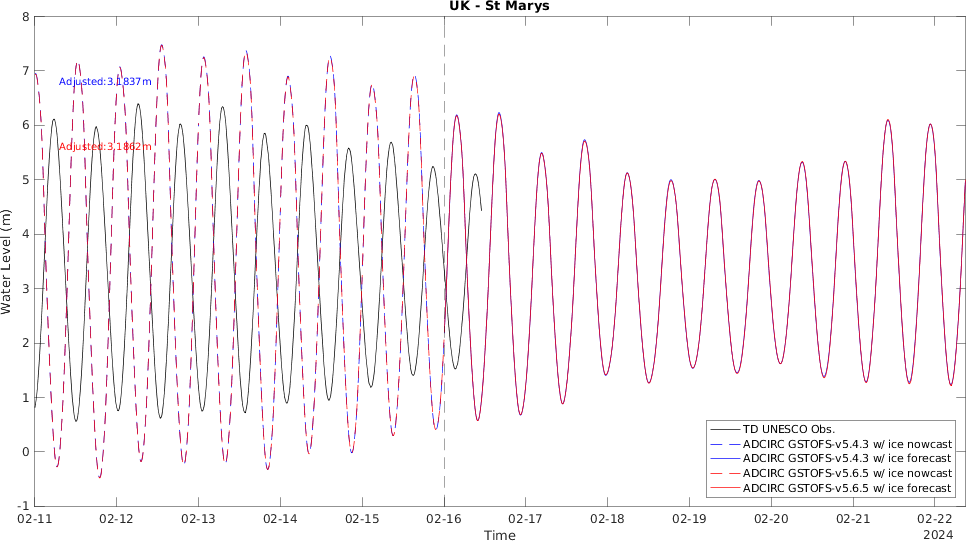 UK - St Marys
8
7
6
5
4
3
2
1
0
-1
Water Level (m)
Adjusted:3.1837m
Adjusted:3.1862m
TD UNESCO Obs.
ADCIRC GSTOFS-v5.4.3 w/ ice nowcast
ADCIRC GSTOFS-v5.4.3 w/ ice forecast
ADCIRC GSTOFS-v5.6.5 w/ ice nowcast
ADCIRC GSTOFS-v5.6.5 w/ ice forecast
02-11 02-12 02-13 02-14 02-15 02-16 02-17 02-18 02-19 02-20 02-21 02-22
2024
Time